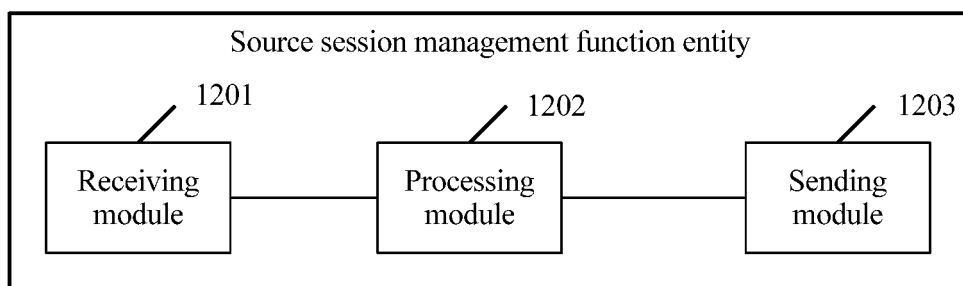 Source session management function entity
1201
1202
1203
Receiving
module
Processing
module
Sending
module